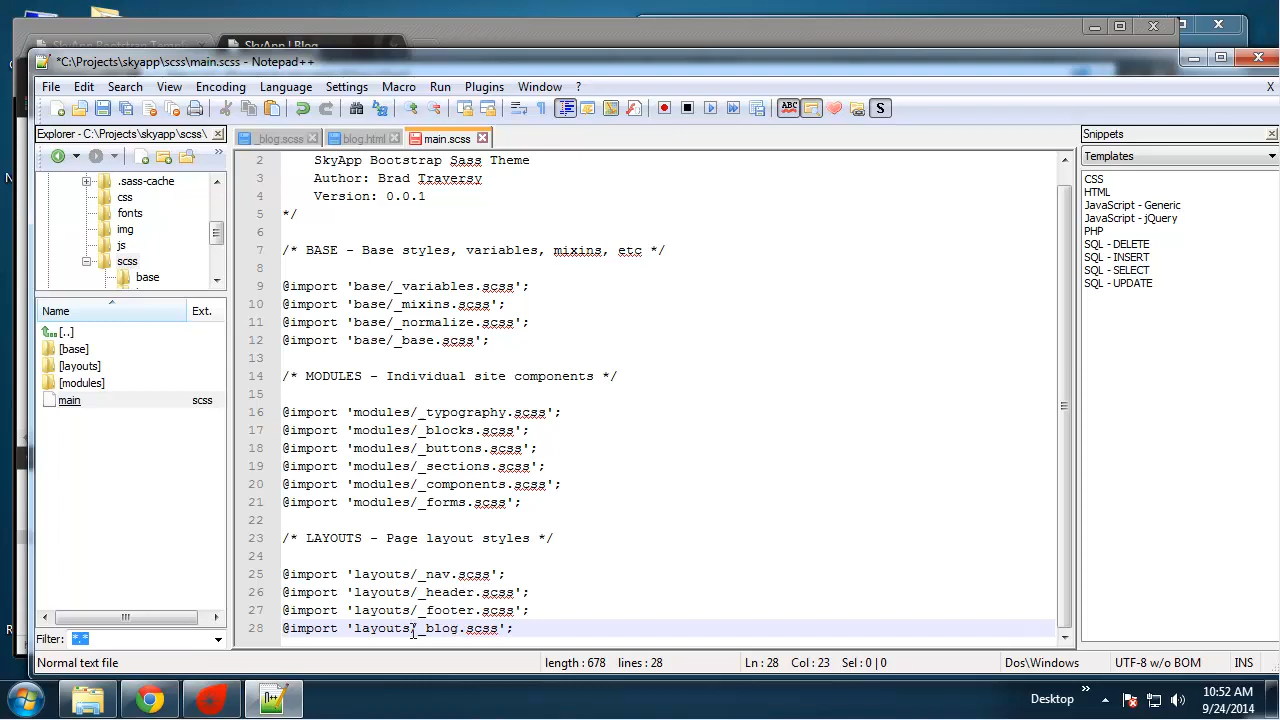 SkyApp Bootstrap Templ
SkyApp | Blog
*C:\Projects\skyapp\scss\main.scss - Notepad++
File Edit Search View Encoding Language Settings Macro Run Plugins Window ? X
Explorer - C:\Projects\skyapp\scss\
_blog.scss blog.html main.scss
Snippets
Templates
.sass-cache
css
fonts
img
js
scss
base
Name Ext.
[..]
[base]
[layouts]
[modules]
main scss
Filter: *.*
2 SkyApp Bootstrap Sass Theme
3 Author: Brad Traversy
4 Version: 0.0.1
5 */
6
7 /* BASE - Base styles, variables, mixins, etc */
8
9 @import 'base/_variables.scss';
10 @import 'base/_mixins.scss';
11 @import 'base/_normalize.scss';
12 @import 'base/_base.scss';
13
14 /* MODULES - Individual site components */
15
16 @import 'modules/_typography.scss';
17 @import 'modules/_blocks.scss';
18 @import 'modules/_buttons.scss';
19 @import 'modules/_sections.scss';
20 @import 'modules/_components.scss';
21 @import 'modules/_forms.scss';
22
23 /* LAYOUTS - Page layout styles */
24
25 @import 'layouts/_nav.scss';
26 @import 'layouts/_header.scss';
27 @import 'layouts/_footer.scss';
28 @import 'layouts/_blog.scss';
CSS
HTML
JavaScript - Generic
JavaScript - jQuery
PHP
SQL - DELETE
SQL - INSERT
SQL - SELECT
SQL - UPDATE
Normal text file length : 678 lines : 28 Ln : 28 Col : 23 Sel : 0 | 0 Dos\Windows UTF-8 w/o BOM INS
Desktop
10:52 AM
9/24/2014